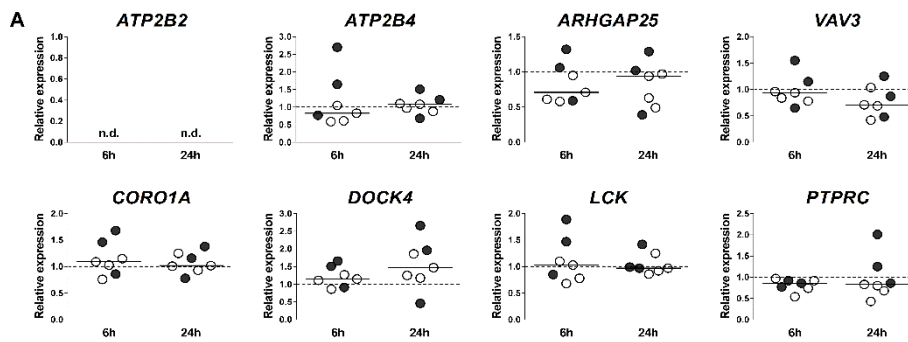 A
ATP2B2
ATP2B4
ARHGAP25
VAV3
Relative expression
1.0
0.8
0.6
0.4
0.2
0.0
n.d.
n.d.
6h
24h
Relative expression
3.0
2.5
2.0
1.5
1.0
0.5
0.0
6h
24h
Relative expression
1.5
1.0
0.5
0.0
6h
24h
Relative expression
2.0
1.5
1.0
0.5
0.0
6h
24h
CORO1A
DOCK4
LCK
PTPRC
Relative expression
2.0
1.5
1.0
0.5
0.0
6h
24h
Relative expression
3.0
2.5
2.0
1.5
1.0
0.5
0.0
6h
24h
Relative expression
2.0
1.5
1.0
0.5
0.0
6h
24h
Relative expression
2.5
2.0
1.5
1.0
0.5
0.0
6h
24h